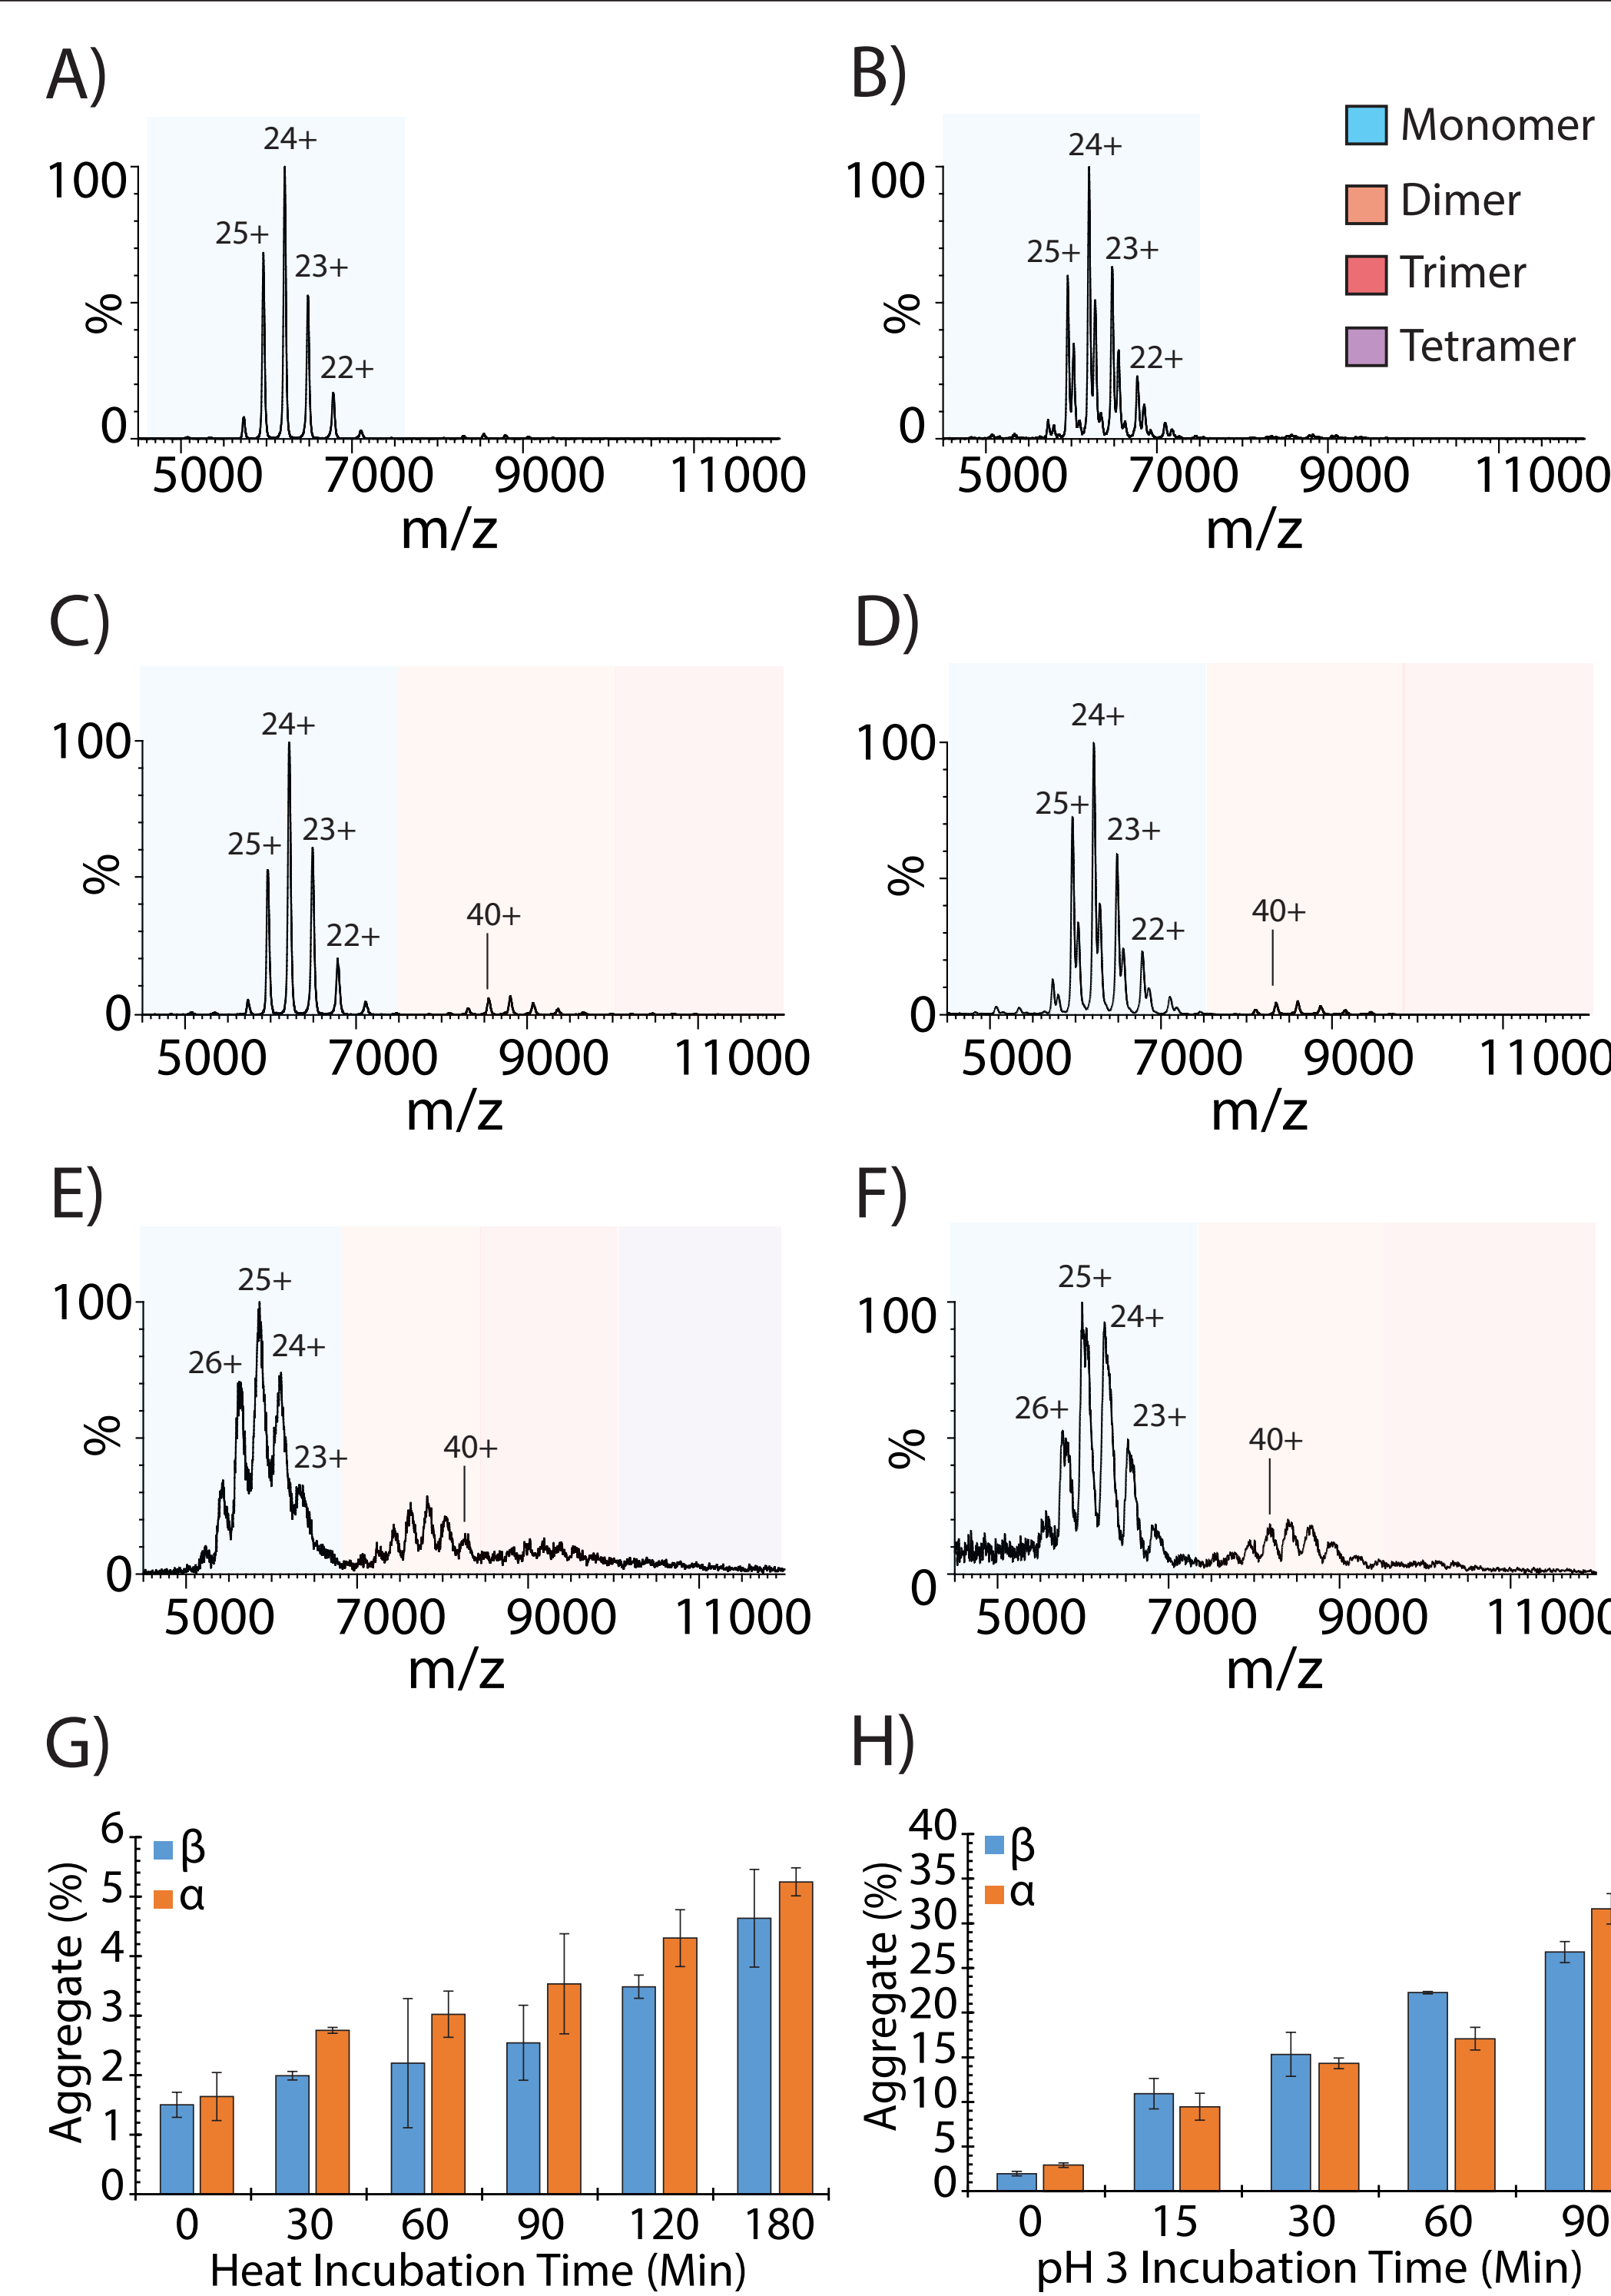 A)
24+
100
25+
23+
22+
%
0
5000 7000 9000 11000
m/z
B)
24+
100
25+
23+
22+
%
0
5000 7000 9000 11000
m/z
Monomer
Dimer
Trimer
Tetramer
C)
24+
100
25+
23+
22+
40+
%
0
5000 7000 9000 11000
m/z
D)
24+
100
25+
23+
22+
40+
%
0
5000 7000 9000 11000
m/z
E)
25+
100
26+
24+
23+
40+
%
0
5000 7000 9000 11000
m/z
F)
25+
100
24+
26+
23+
40+
%
0
5000 7000 9000 1100
m/z
G)
Aggregate (%)
6
5
4
3
2
1
0
β
α
0 30 60 90 120 180
Heat Incubation Time (Min)
H)
Aggregate (%)
40
35
30
25
20
15
10
5
0
β
α
0 15 30 60 90
pH 3 Incubation Time (Min)